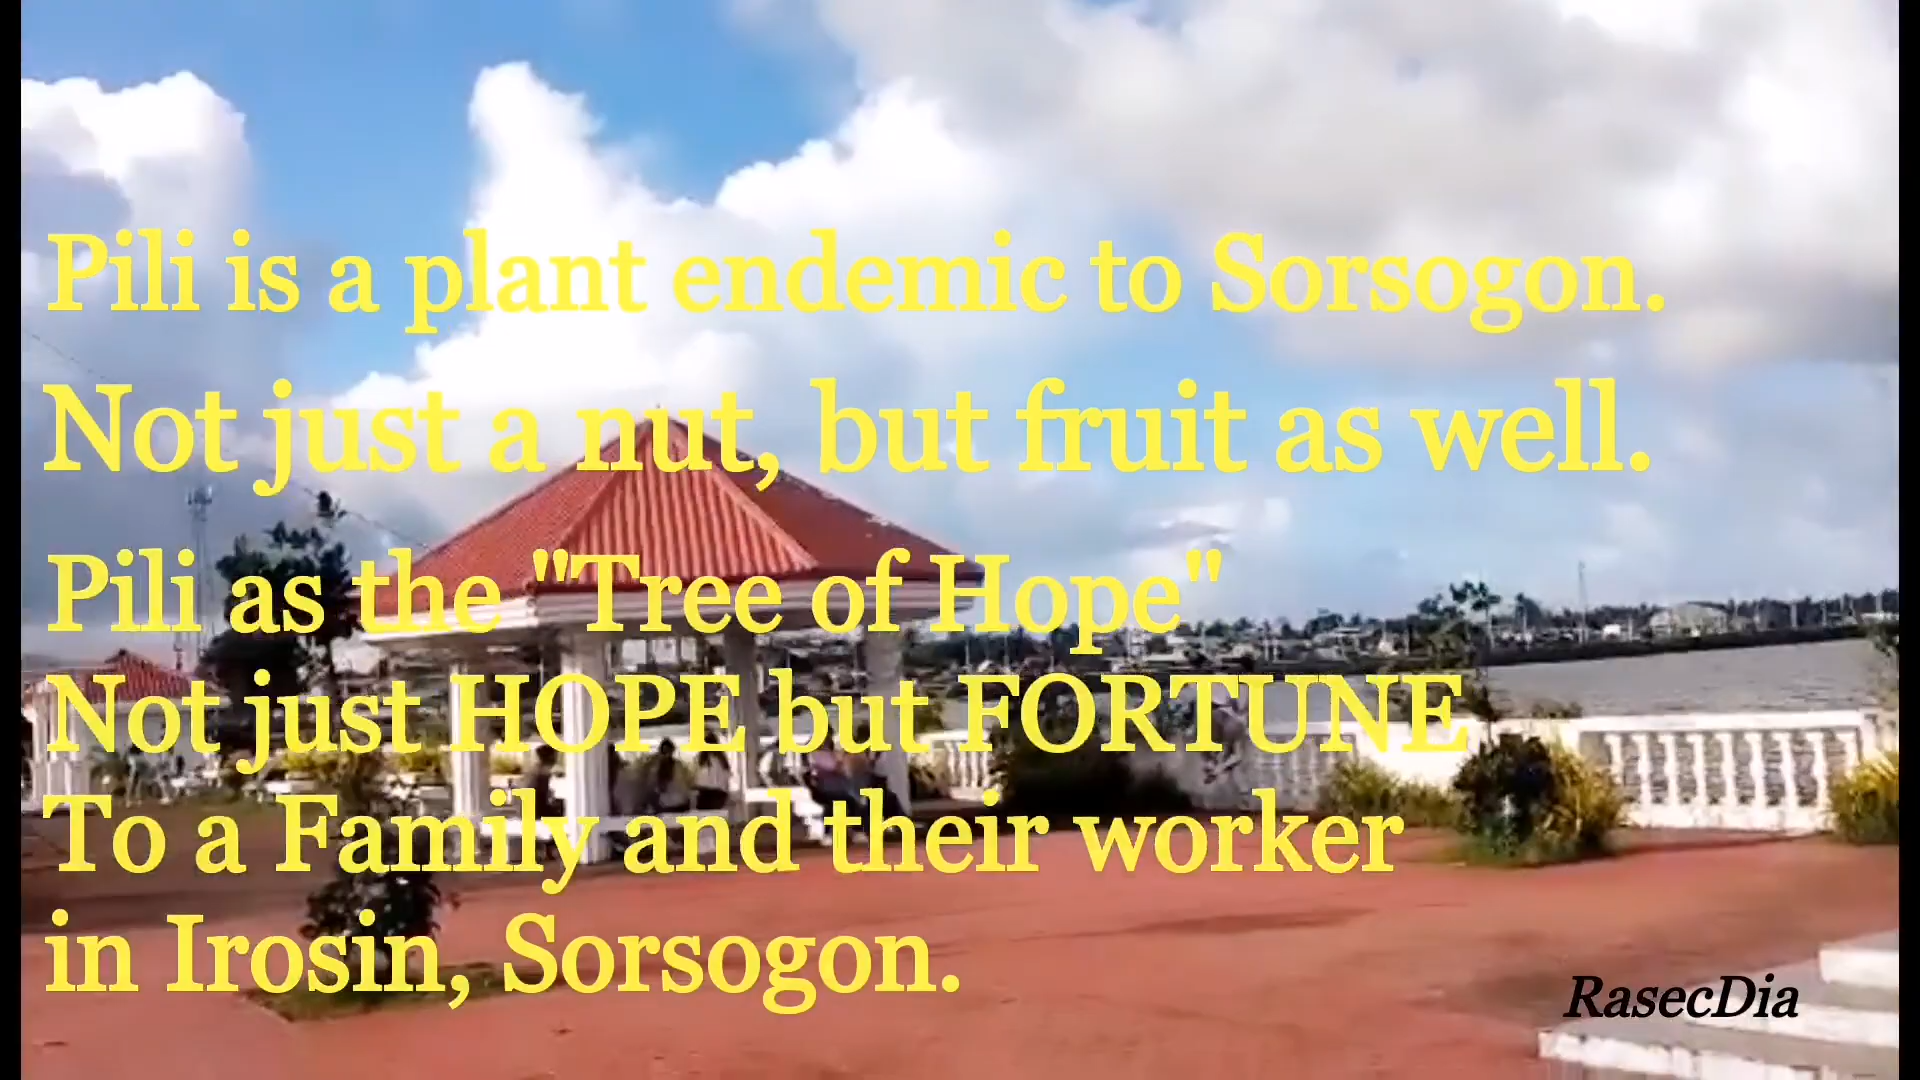 Pili is a plant endemic to Sorsogon.
Not just a nut, but fruit as well.
Pili as the "Tree of Hope"
Not just HOPE but FORTUNE
To a Family and their worker
in Irosin, Sorsogon.
RasecDia